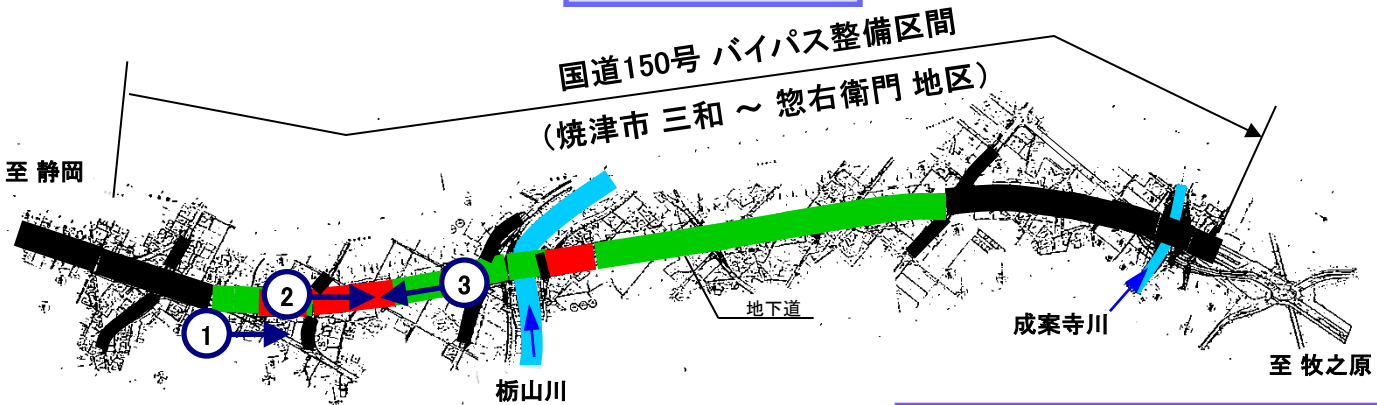 国道150号 バイパス整備区間
(焼津市 三和 ～ 惣右衛門 地区)
至 静岡
②
③
①
地下道
成案寺川
栃山川
至 牧之原